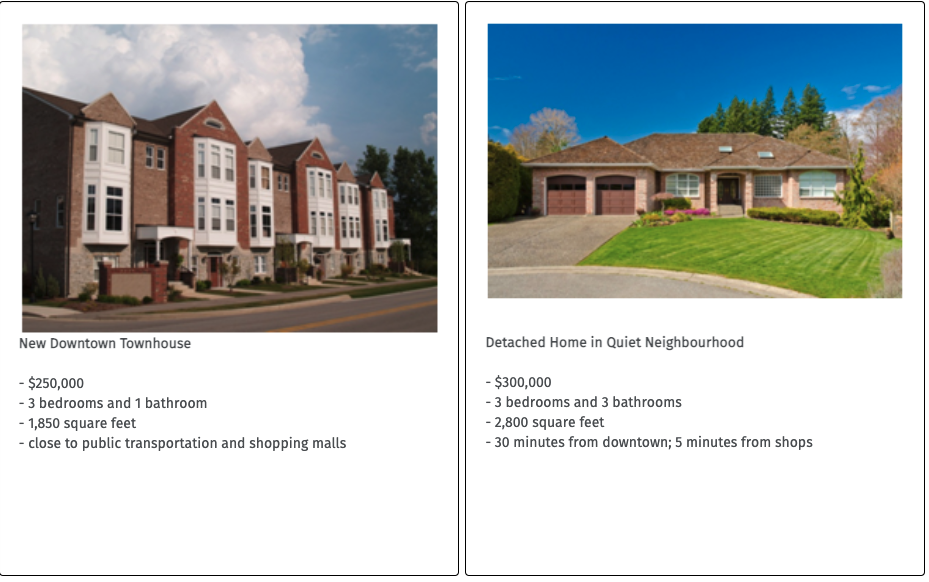 New Downtown Townhouse
- $250,000
- 3 bedrooms and 1 bathroom
- 1,850 square feet
- close to public transportation and shopping malls
Detached Home in Quiet Neighbourhood
- $300,000
- 3 bedrooms and 3 bathrooms
- 2,800 square feet
- 30 minutes from downtown; 5 minutes from shops